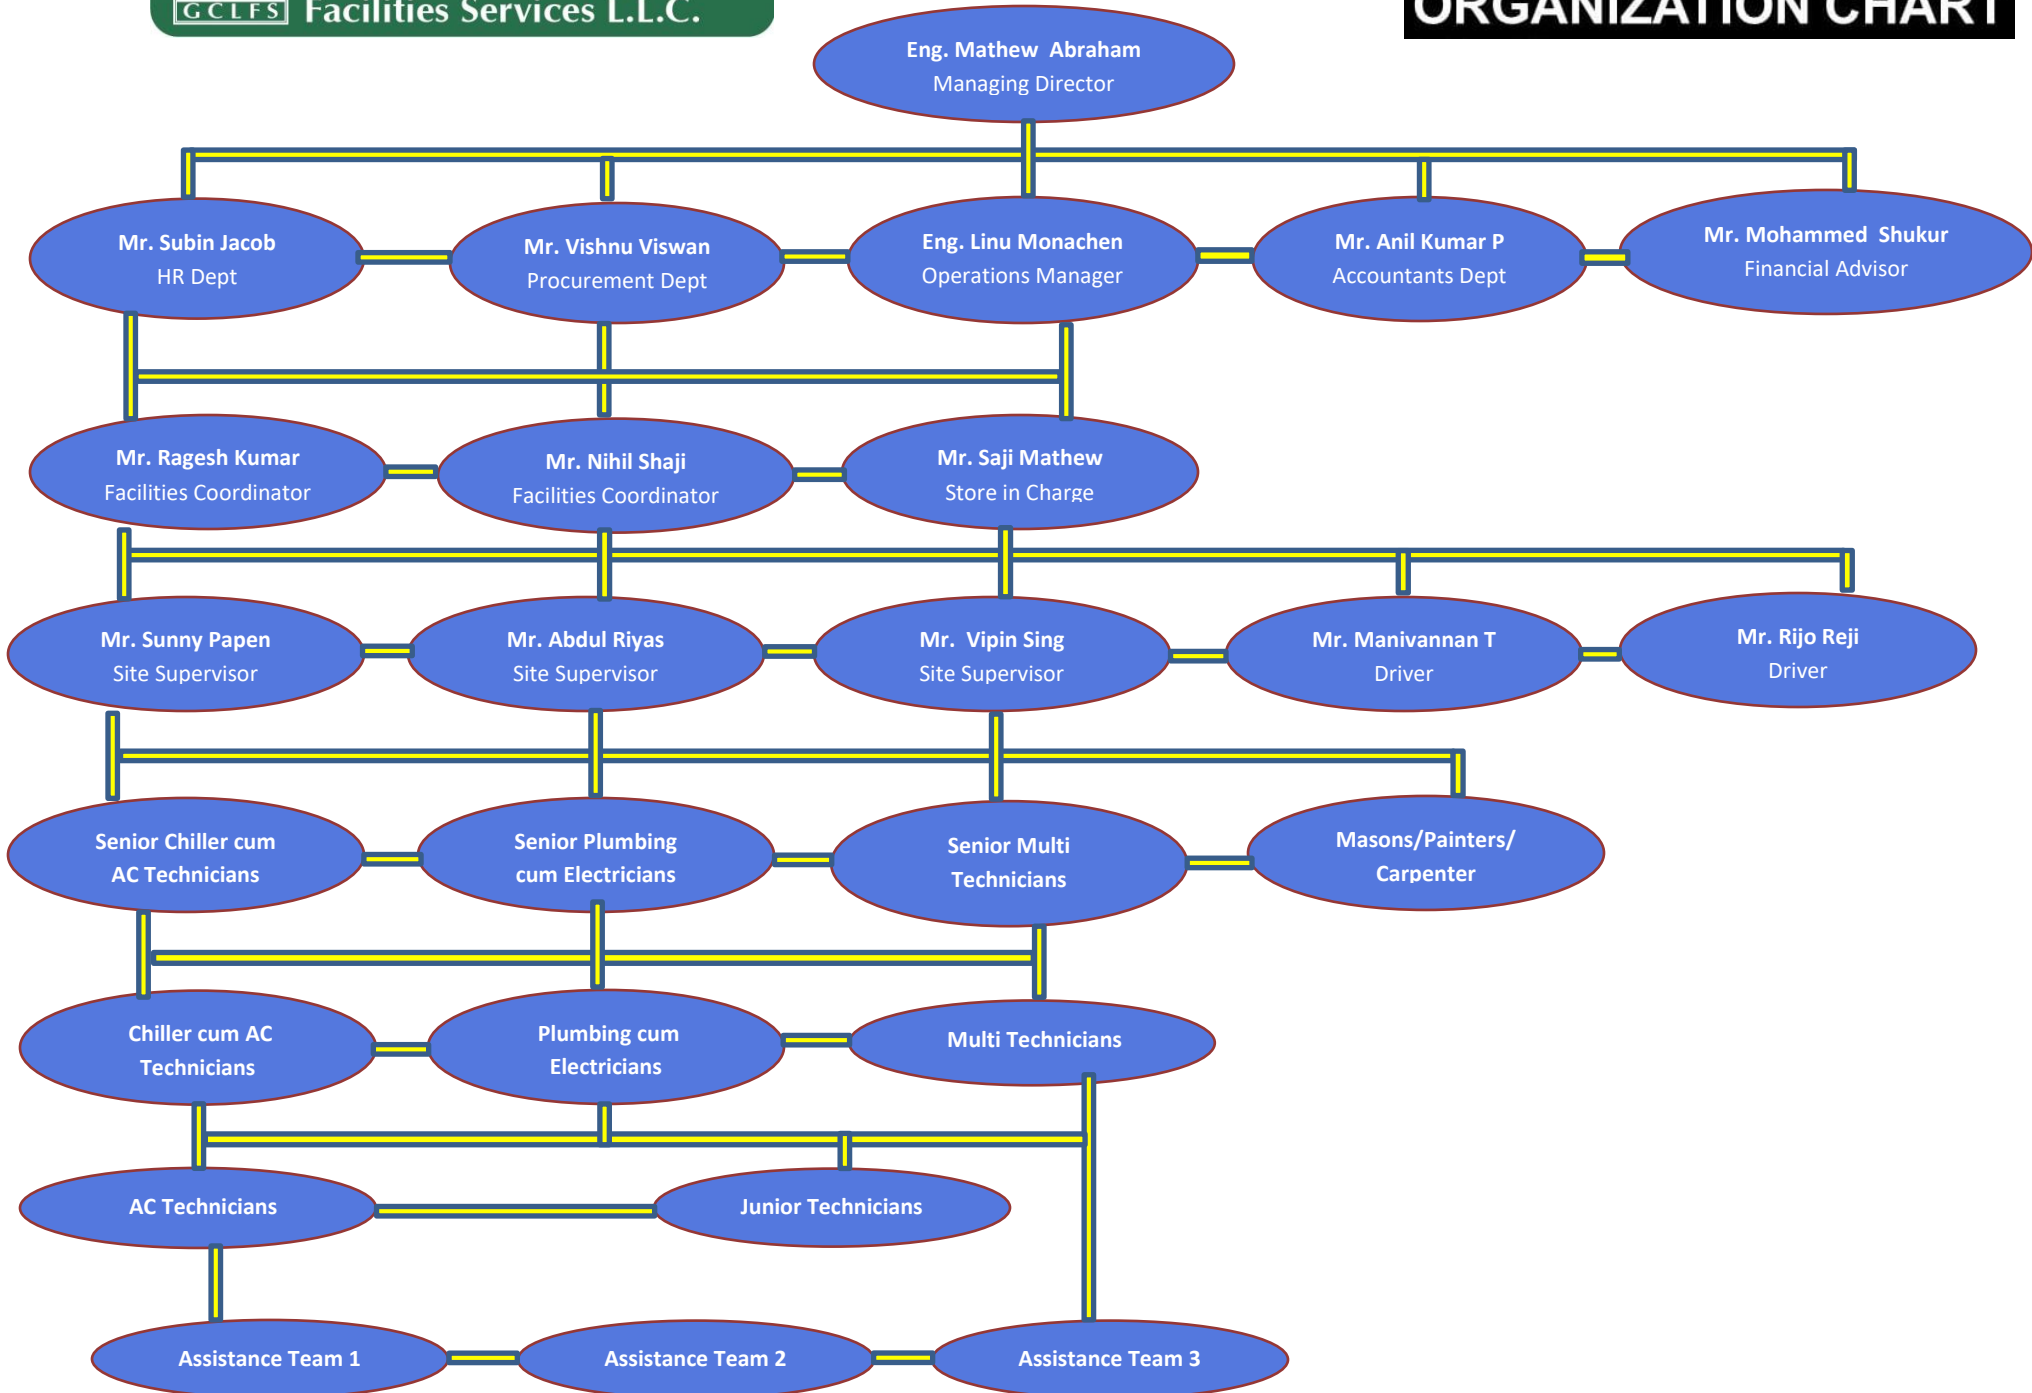 GCLFS Facilities Services L.L.C.
ORGANIZATION CHART
Eng. Mathew Abraham
Managing Director
Mr. Subin Jacob
HR Dept
Mr. Vishnu Viswan
Procurement Dept
Eng. Linu Monachen
Operations Manager
Mr. Anil Kumar P
Accountants Dept
Mr. Mohammed Shukur
Financial Advisor
Mr. Ragesh Kumar
Facilities Coordinator
Mr. Nihil Shaji
Facilities Coordinator
Mr. Saji Mathew
Store in Charge
Mr. Sunny Papen
Site Supervisor
Mr. Abdul Riyas
Site Supervisor
Mr. Vipin Sing
Site Supervisor
Mr. Manivannan T
Driver
Mr. Rijo Reji
Driver
Senior Chiller cum
AC Technicians
Senior Plumbing
cum Electricians
Senior Multi
Technicians
Masons/Painters/
Carpenter
Chiller cum AC
Technicians
Plumbing cum
Electricians
Multi Technicians
AC Technicians
Junior Technicians
Assistance Team 1
Assistance Team 2
Assistance Team 3